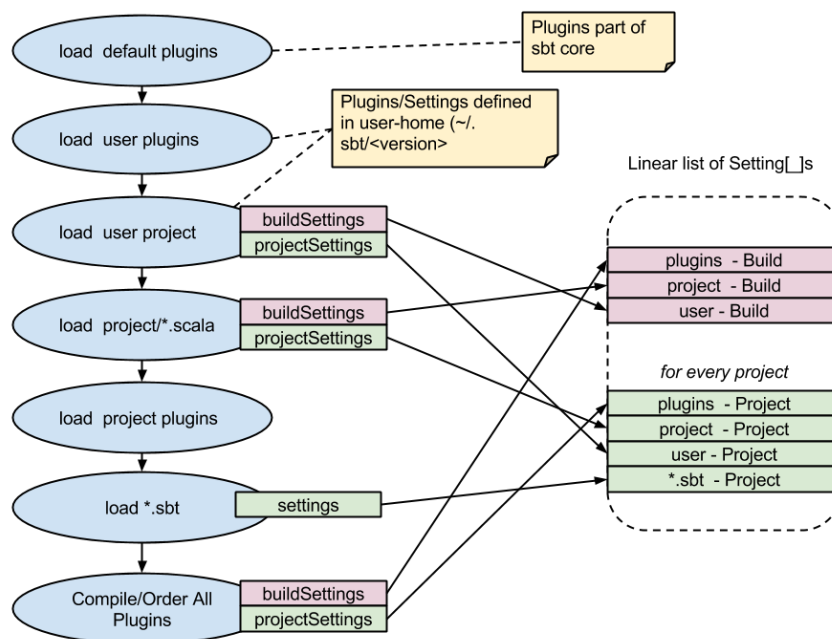 load default plugins
Plugins part of
sbt core
load user plugins
Plugins/Settings defined
in user-home (~/.
sbt/<version>
Linear list of Setting[_]s
load user project
buildSettings
projectSettings
plugins - Build
project - Build
user - Build
load project/*.scala
buildSettings
projectSettings
for every project
plugins - Project
project - Project
user - Project
*.sbt - Project
load project plugins
load *.sbt
settings
Compile/Order All
Plugins
buildSettings
projectSettings